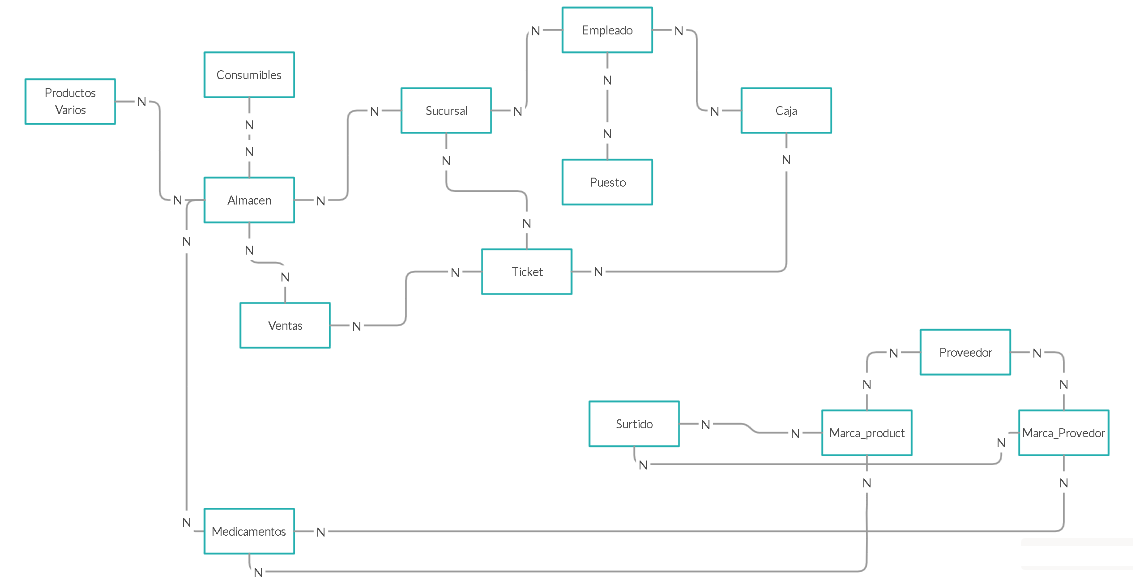 N
Empleado
N
Productos
Varios
N
Consumibles
N
N
Sucursal
N
N
Caja
N
N
N
N
Puesto
N
N
Almacen
N
N
N
N
N
N
Ticket
N
N
Ventas
N
N
Proveedor
N
N
N
Surtido
N
N
Marca_product
Marca_Provedor
N
N
N
N
N
Medicamentos
N
N